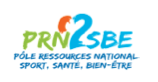 PRN2SBE
PÔLE RESSOURCES NATIONAL
SPORT, SANTÉ, BIEN-ÊTRE